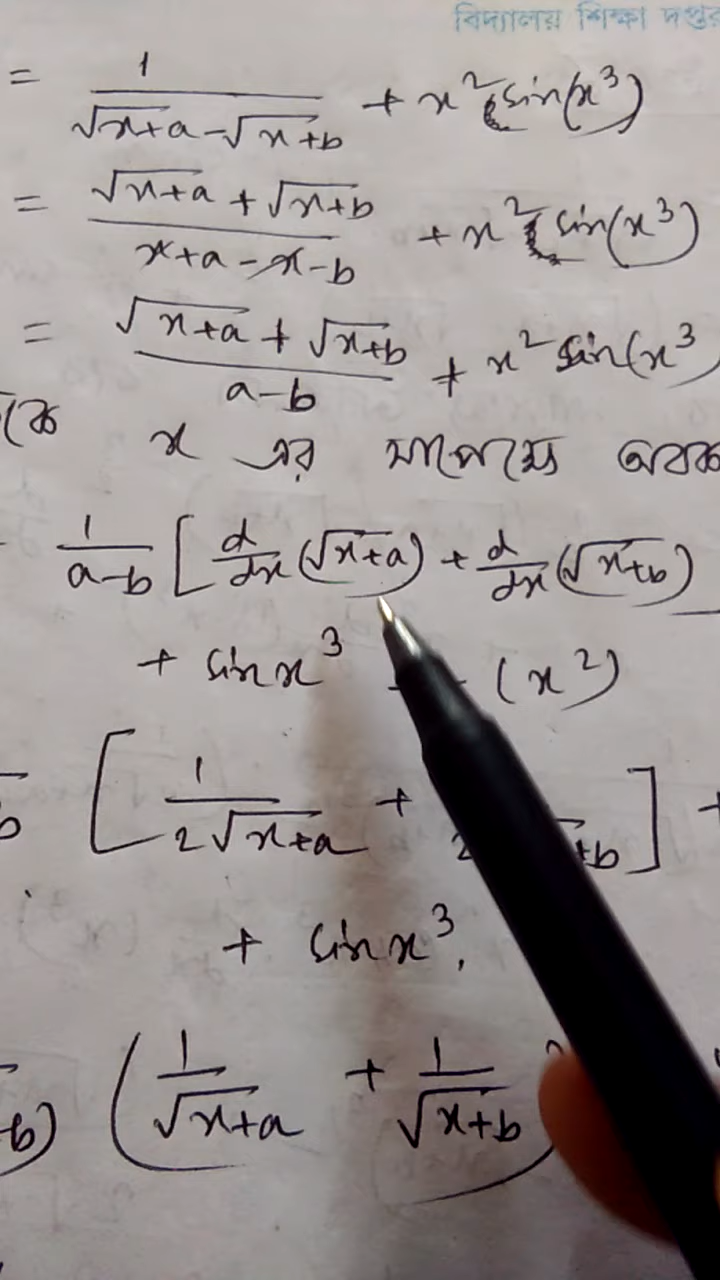 বিদ্যালয় শিক্ষা দপ্তর
= 1/(√x+a - √x+b) + x² sin(x³)
= (√x+a + √x+b)/(x+a-x-b) + x² sin(x³)
= (√x+a + √x+b)/(a-b) + x² sin(x³
কে x এর সাপেক্ষে
1/(a-b) [d/dx (√x+a) + d/dx (√x+b)
+ sin x³ (x²)
b [1/(2√x+a) + 2 +b] +
+ sin x³.
-b) (1/√x+a + 1/√x+b